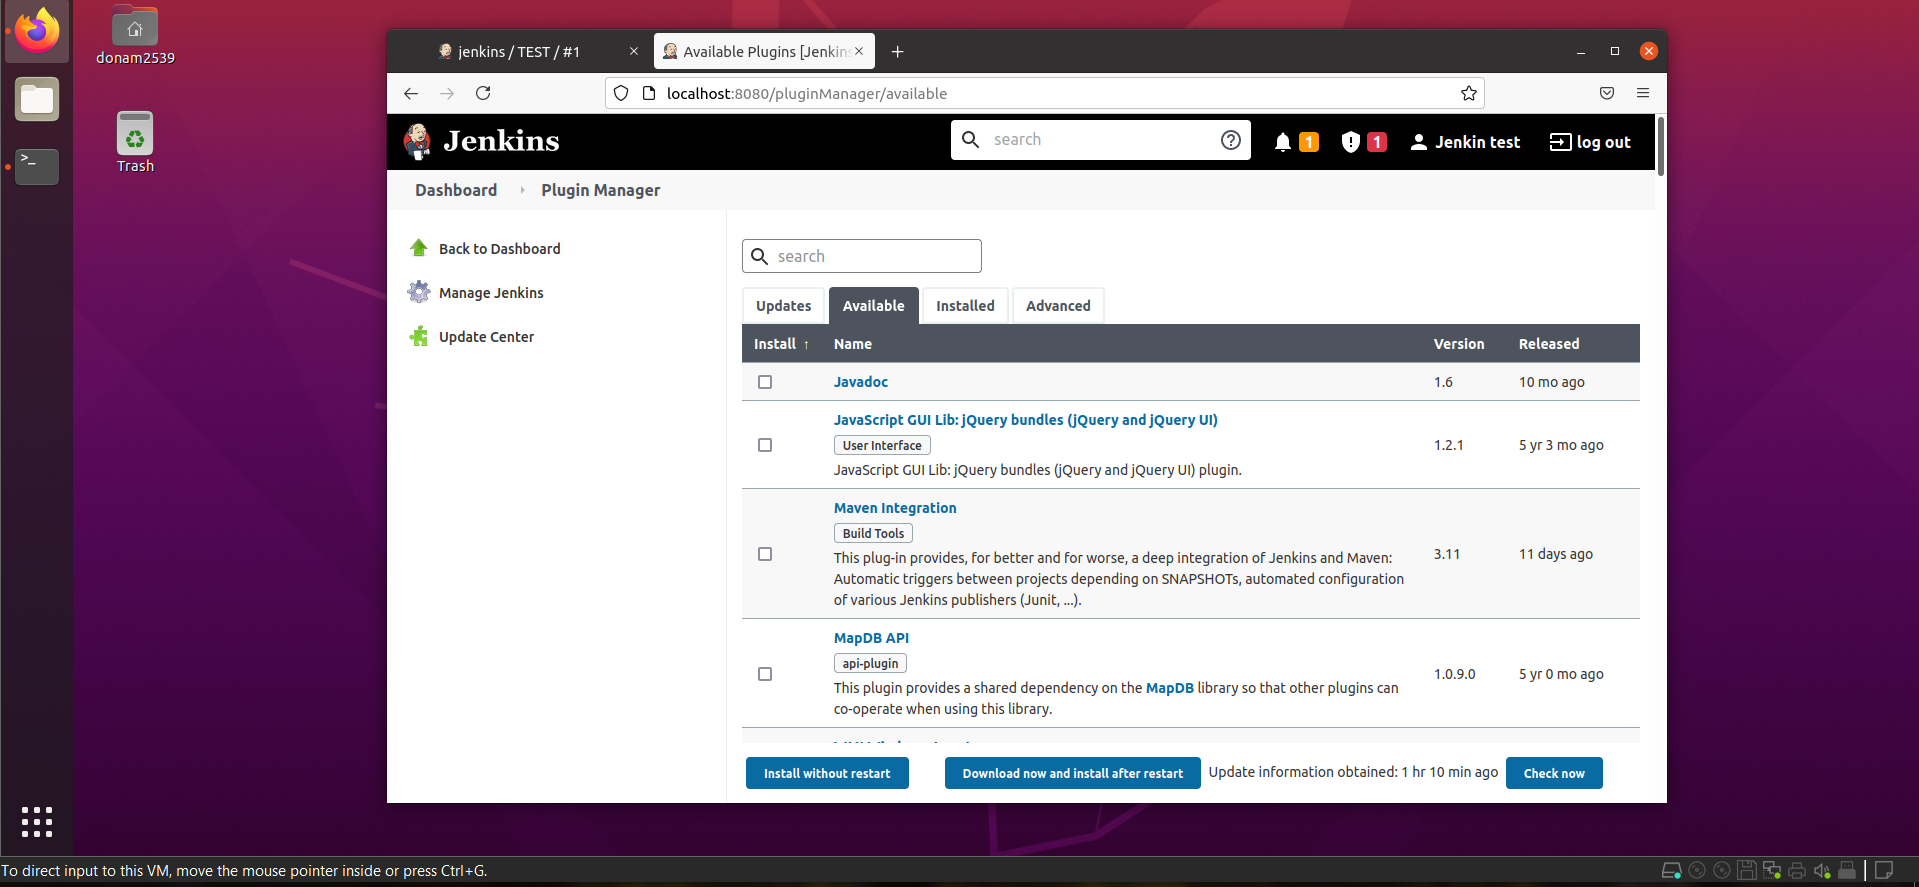 donam2539
Trash
jenkins / TEST / #1
Available Plugins [Jenkins
localhost:8080/pluginManager/available
Jenkins
search
1
1
Jenkin test
log out
Dashboard
Plugin Manager
Back to Dashboard
Manage Jenkins
Update Center
search
Updates
Available
Installed
Advanced
Install ↑ Name Version Released
Javadoc 1.6 10 mo ago
JavaScript GUI Lib: jQuery bundles (jQuery and jQuery UI)
User Interface
1.2.1 5 yr 3 mo ago
JavaScript GUI Lib: jQuery bundles (jQuery and jQuery UI) plugin.
Maven Integration
Build Tools
This plug-in provides, for better and for worse, a deep integration of Jenkins and Maven:
3.11 11 days ago
Automatic triggers between projects depending on SNAPSHOTs, automated configuration
of various Jenkins publishers (Junit, ...).
MapDB API
api-plugin
1.0.9.0 5 yr 0 mo ago
This plugin provides a shared dependency on the MapDB library so that other plugins can
co-operate when using this library.
Install without restart
Download now and install after restart
Update information obtained: 1 hr 10 min ago
Check now
To direct input to this VM, move the mouse pointer inside or press Ctrl+G.